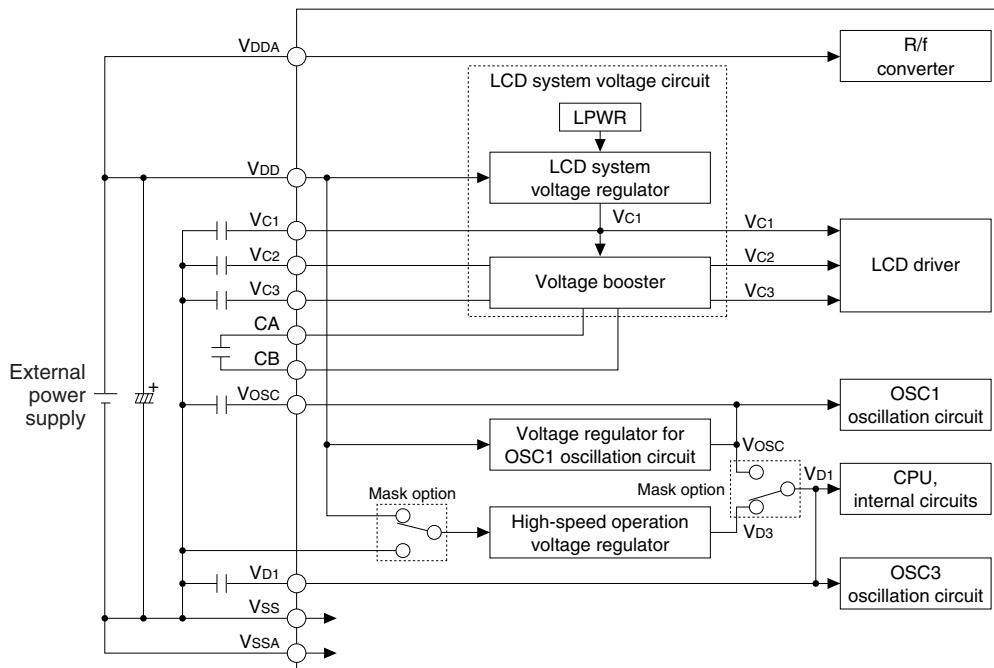 VDDA
R/f
converter
LCD system voltage circuit
LPWR
VDD
LCD system
voltage regulator
VC1
VC1
VC1
VC2
Voltage booster
VC2
LCD driver
VC3
VC3
CA
CB
External
power
supply
+
VOSC
OSC1
oscillation circuit
Voltage regulator for
OSC1 oscillation circuit
VOSC
VD1
CPU,
internal circuits
Mask option
Mask option
High-speed operation
voltage regulator
VD3
VD1
OSC3
oscillation circuit
VSS
VSSA